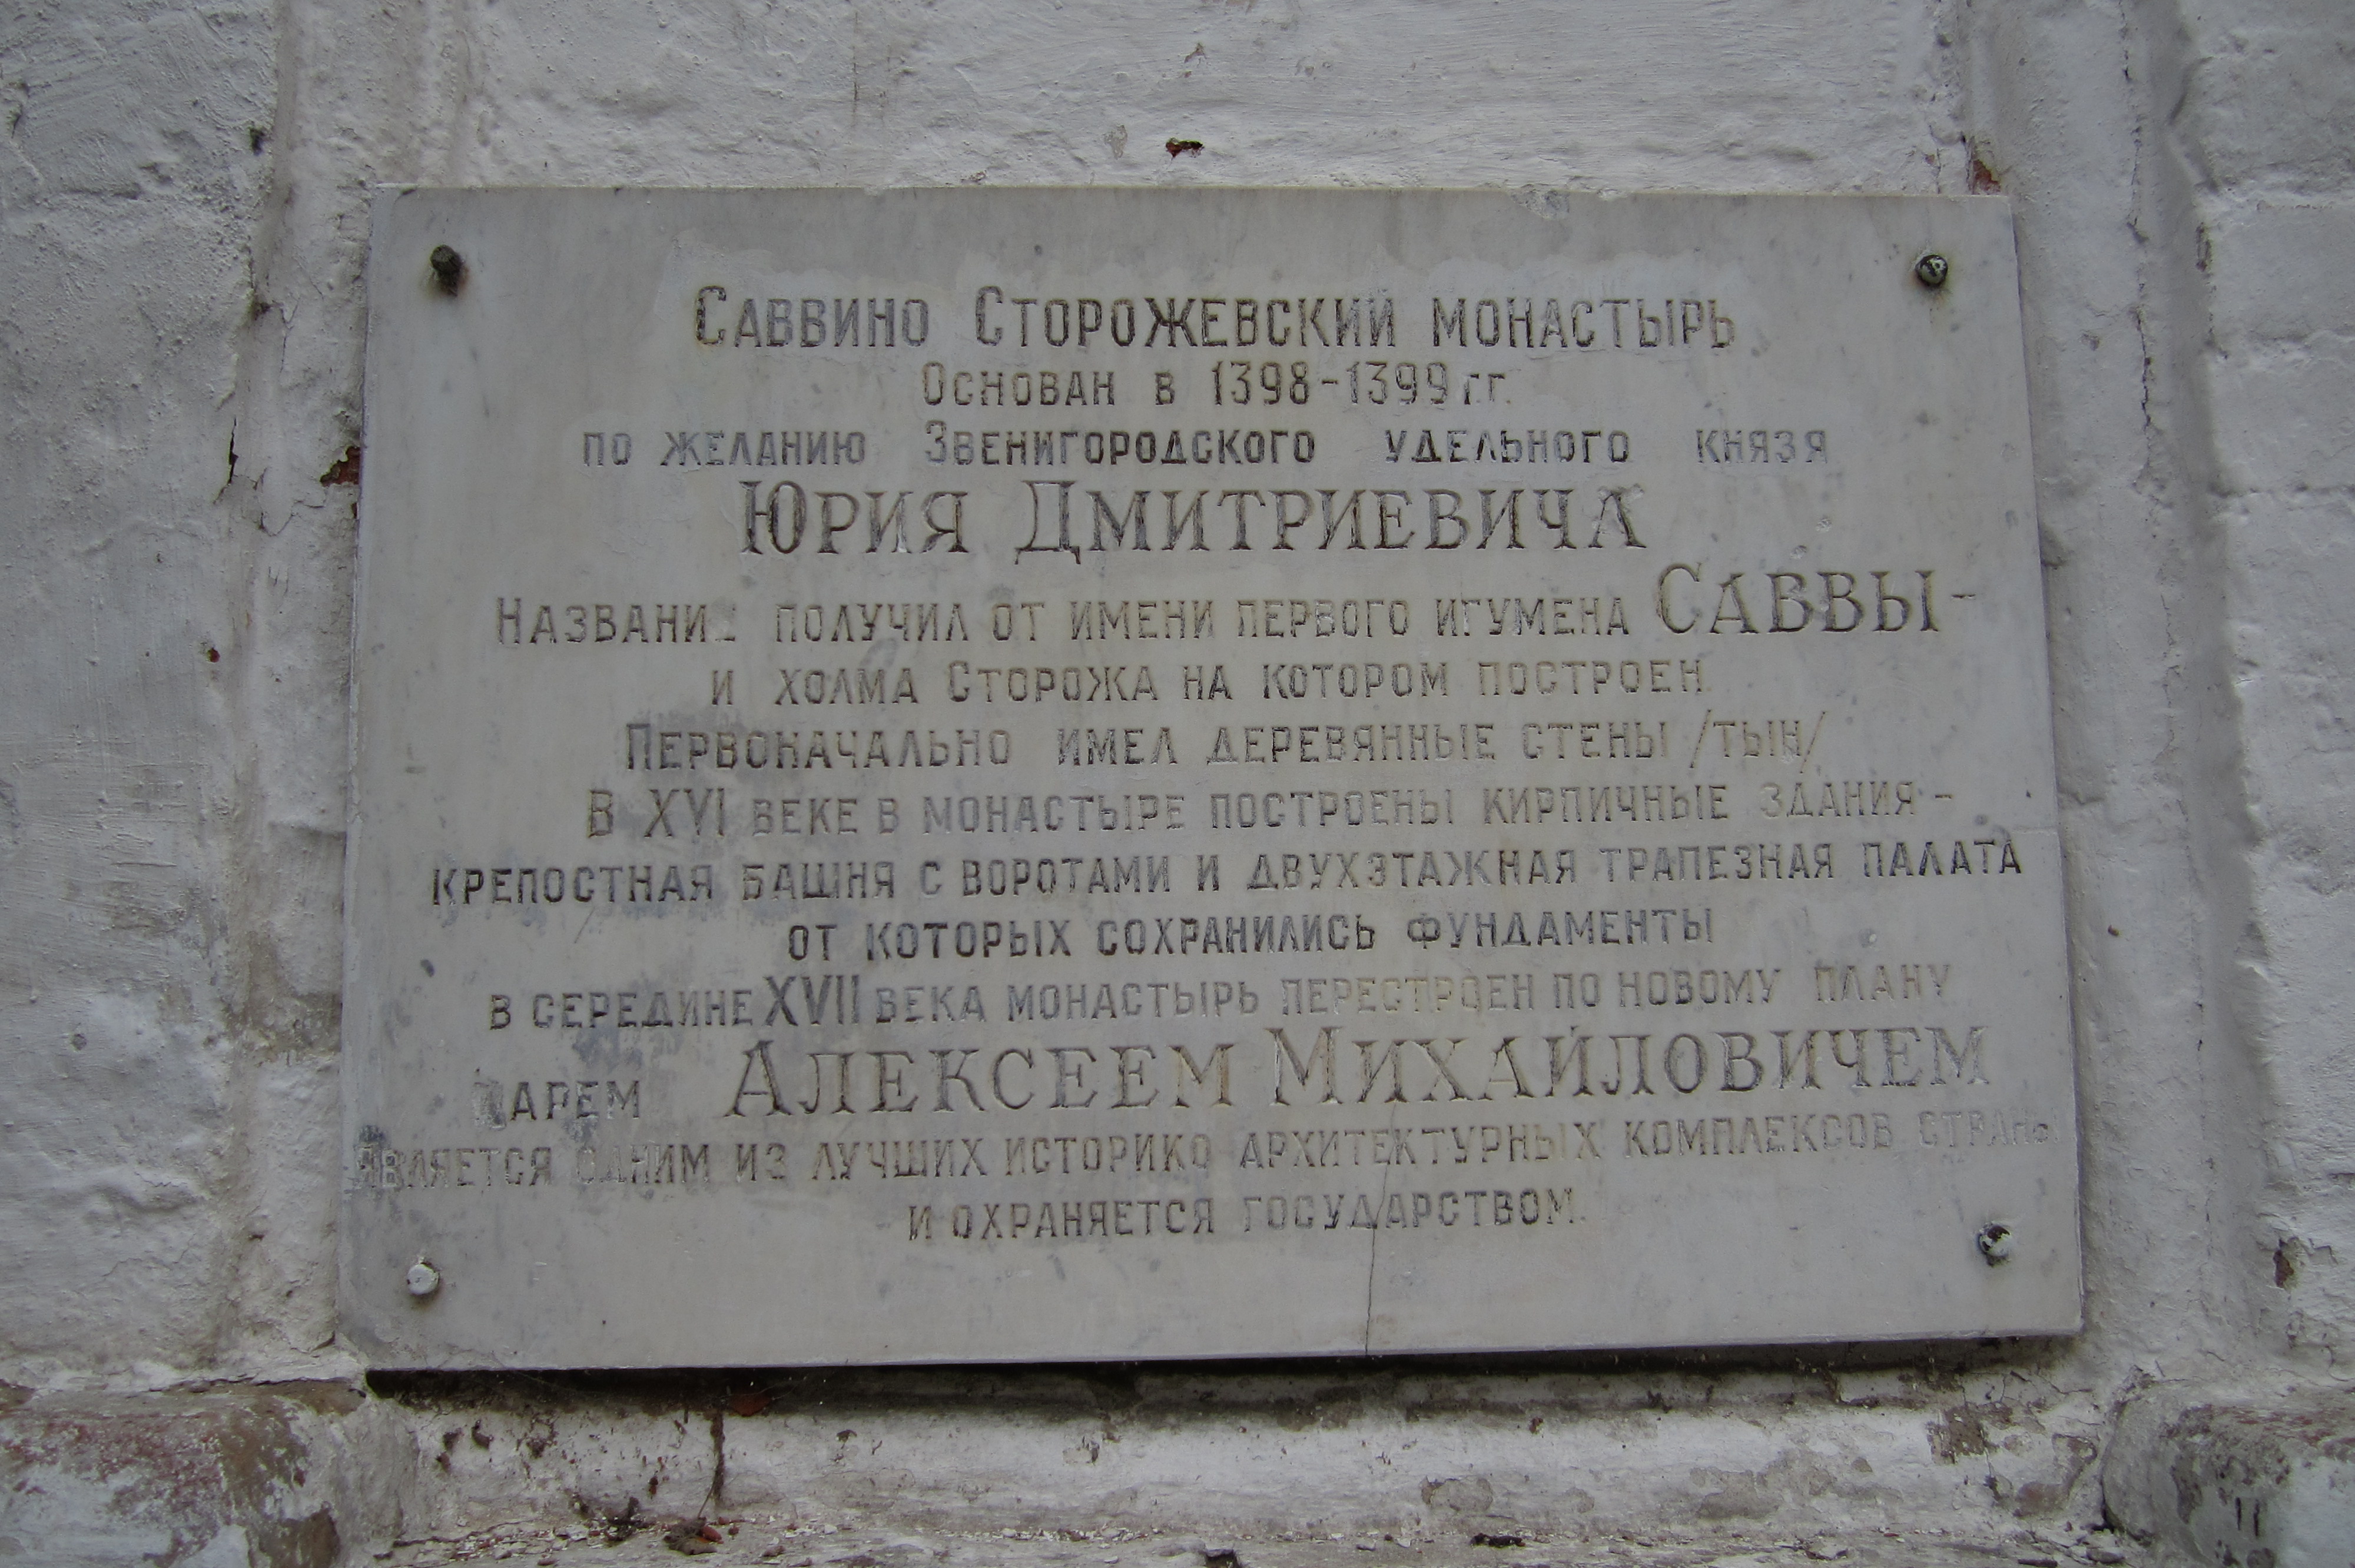 Саввино Сторожевский монастырь
Основан в 1398-1399 гг.
по желанию Звенигородского удельного князя
Юрия Дмитриевича
Название получил от имени первого игумена Саввы-
и холма Сторожа на котором построен
Первоначально имел деревянные стены /тын/
В XVI веке в монастыре построены кирпичные здания -
крепостная башня с воротами и двухэтажная трапезная палата
от которых сохранились фундаменты
в середине XVII века монастырь перестроен по новому плану
царем Алексеем Михайловичем
является одним из лучших историко архитектурных комплексов страны
и охраняется государством.